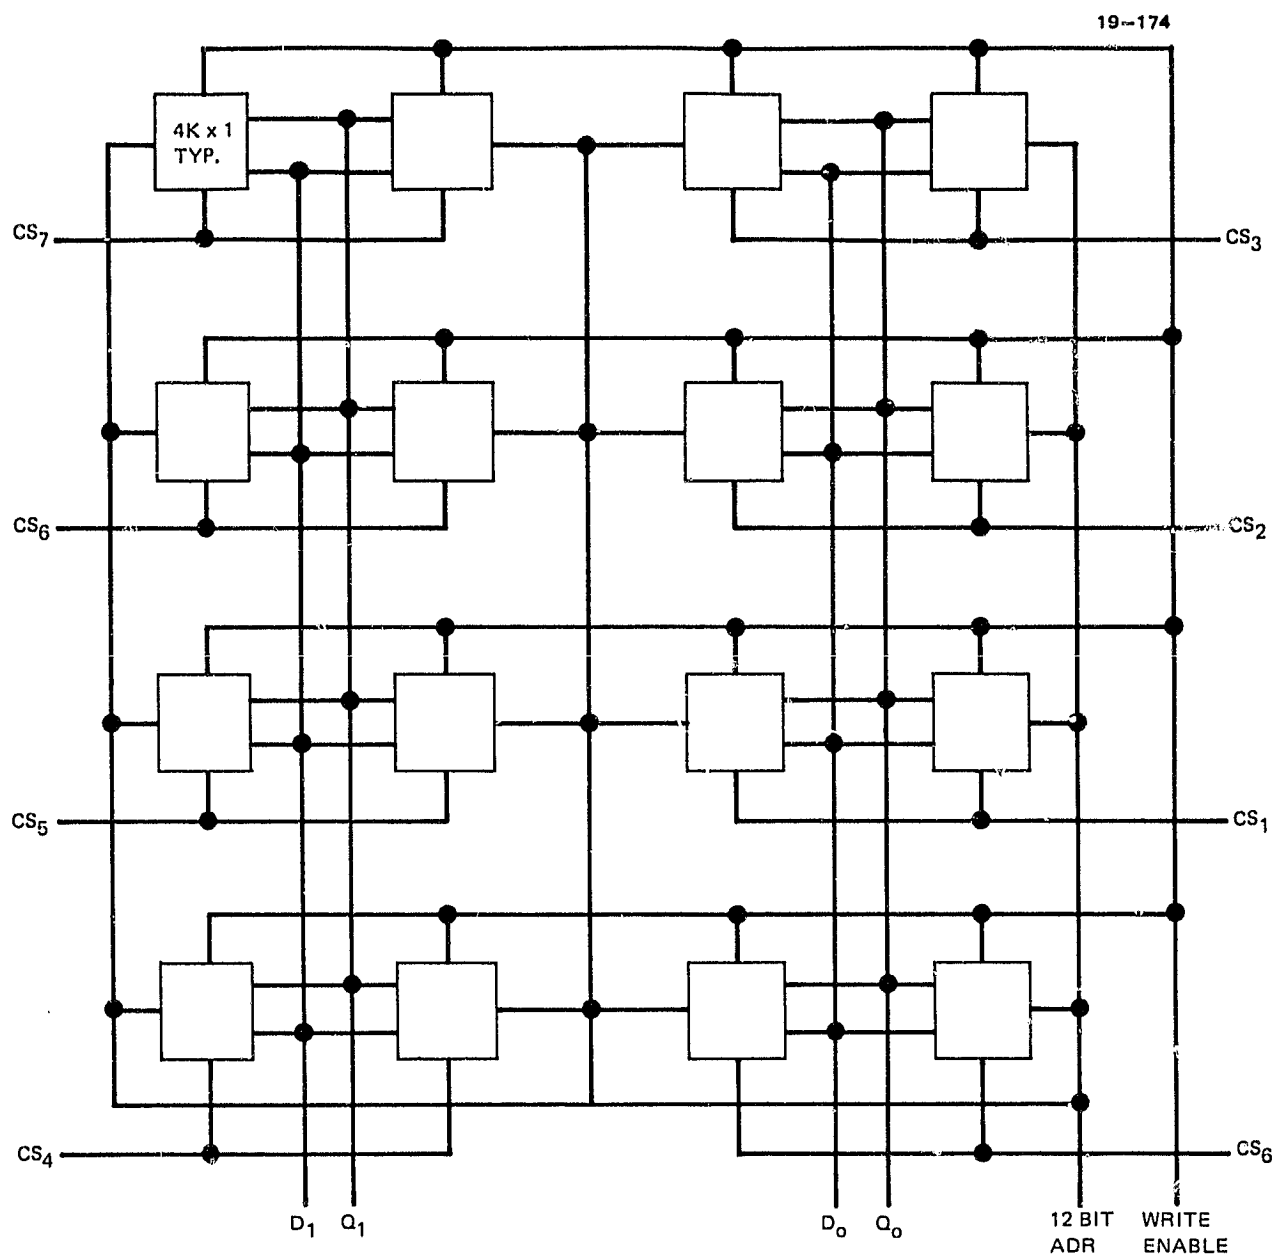 19-174
4K x 1
TYP.
CS7
CS3
CS6
CS2
CS5
CS1
CS4
CS6
D1
Q1
Do
Qo
12 BIT
ADR
WRITE
ENABLE